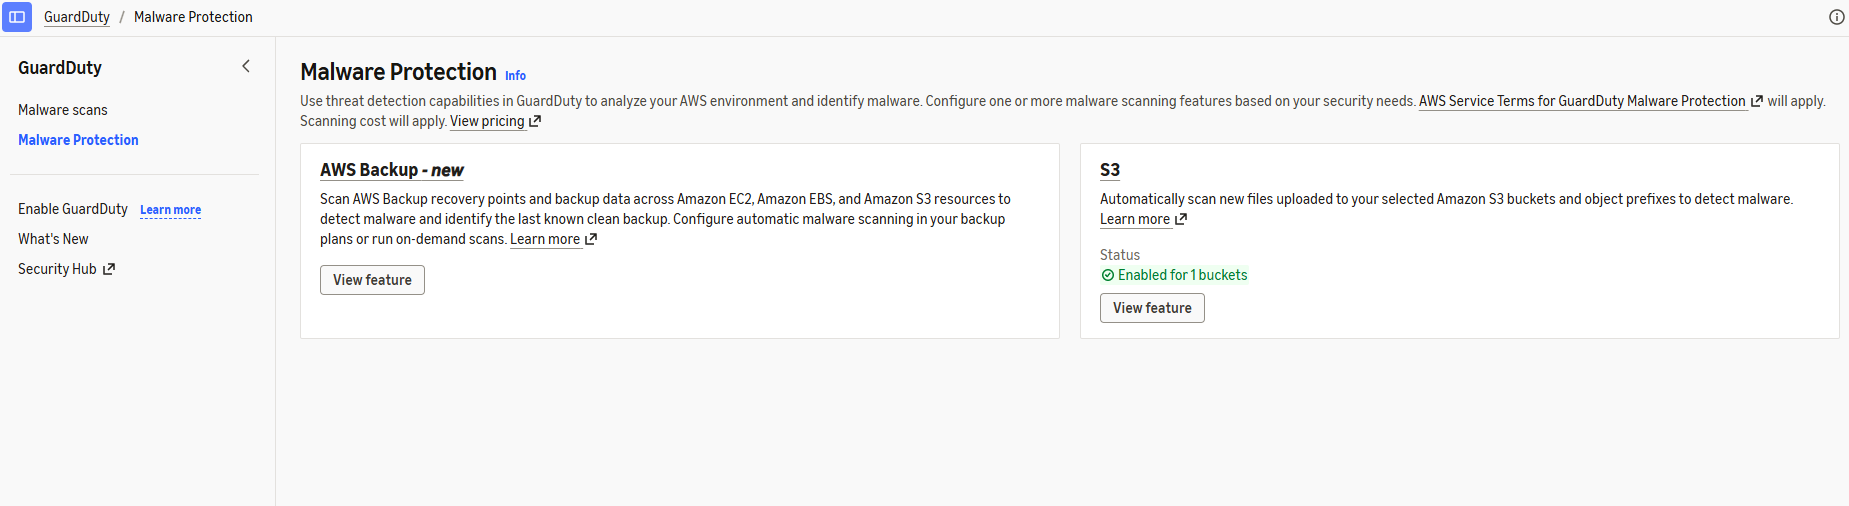 GuardDuty / Malware Protection
GuardDuty
Malware scans
Malware Protection
Enable GuardDuty Learn more
What's New
Security Hub
Malware Protection Info
Use threat detection capabilities in GuardDuty to analyze your AWS environment and identify malware. Configure one or more malware scanning features based on your security needs. AWS Service Terms for GuardDuty Malware Protection will apply.
Scanning cost will apply. View pricing
AWS Backup - new
Scan AWS Backup recovery points and backup data across Amazon EC2, Amazon EBS, and Amazon S3 resources to
detect malware and identify the last known clean backup. Configure automatic malware scanning in your backup
plans or run on-demand scans. Learn more
View feature
S3
Automatically scan new files uploaded to your selected Amazon S3 buckets and object prefixes to detect malware.
Learn more
Status
Enabled for 1 buckets
View feature